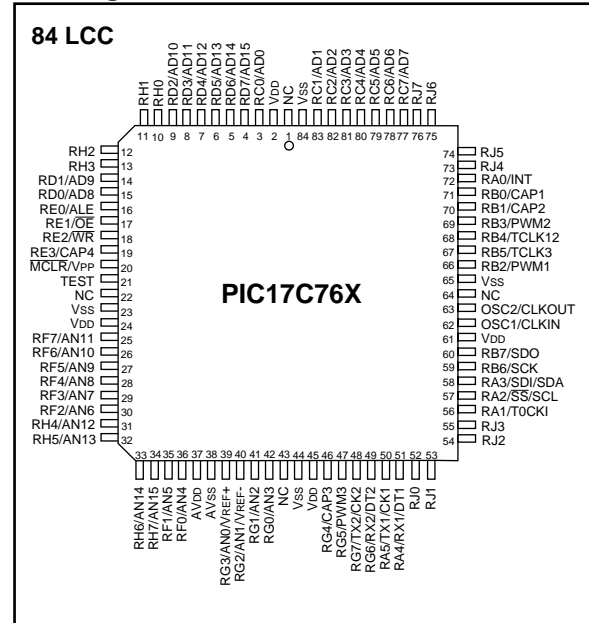 84 LCC
RH1
RH0
RD2/AD10
RD3/AD11
RD4/AD12
RD5/AD13
RD6/AD14
RD7/AD15
RC0/AD0
VDD
NC
VSS
RC1/AD1
RC2/AD2
RC3/AD3
RC4/AD4
RC5/AD5
RC6/AD6
RC7/AD7
RJ7
RJ6
11 10 9 8 7 6 5 4 3 2 1 84 83 82 81 80 79 78 77 76 75
RH2 12
RH3 13
RD1/AD9 14
RD0/AD8 15
RE0/ALE 16
RE1/OE 17
RE2/WR 18
RE3/CAP4 19
MCLR/VPP 20
TEST 21
NC 22
VSS 23
VDD 24
RF7/AN11 25
RF6/AN10 26
RF5/AN9 27
RF4/AN8 28
RF3/AN7 29
RF2/AN6 30
RH4/AN12 31
RH5/AN13 32
PIC17C76X
74 RJ5
73 RJ4
72 RA0/INT
71 RB0/CAP1
70 RB1/CAP2
69 RB3/PWM2
68 RB4/TCLK12
67 RB5/TCLK3
66 RB2/PWM1
65 VSS
64 NC
63 OSC2/CLKOUT
62 OSC1/CLKIN
61 VDD
60 RB7/SDO
59 RB6/SCK
58 RA3/SDI/SDA
57 RA2/SS/SCL
56 RA1/T0CKI
55 RJ3
54 RJ2
33 34 35 36 37 38 39 40 41 42 43 44 45 46 47 48 49 50 51 52 53
RH6/AN14
RH7/AN15
RF1/AN5
RF0/AN4
AVDD
AVSS
RG3/AN0/VREF+
RG2/AN1/VREF-
RG1/AN2
RG0/AN3
NC
VSS
VDD
RG4/CAP3
RG5/PWM3
RG7/TX2/CK2
RG6/RX2/DT2
RA5/TX1/CK1
RA4/RX1/DT1
RJ0
RJ1